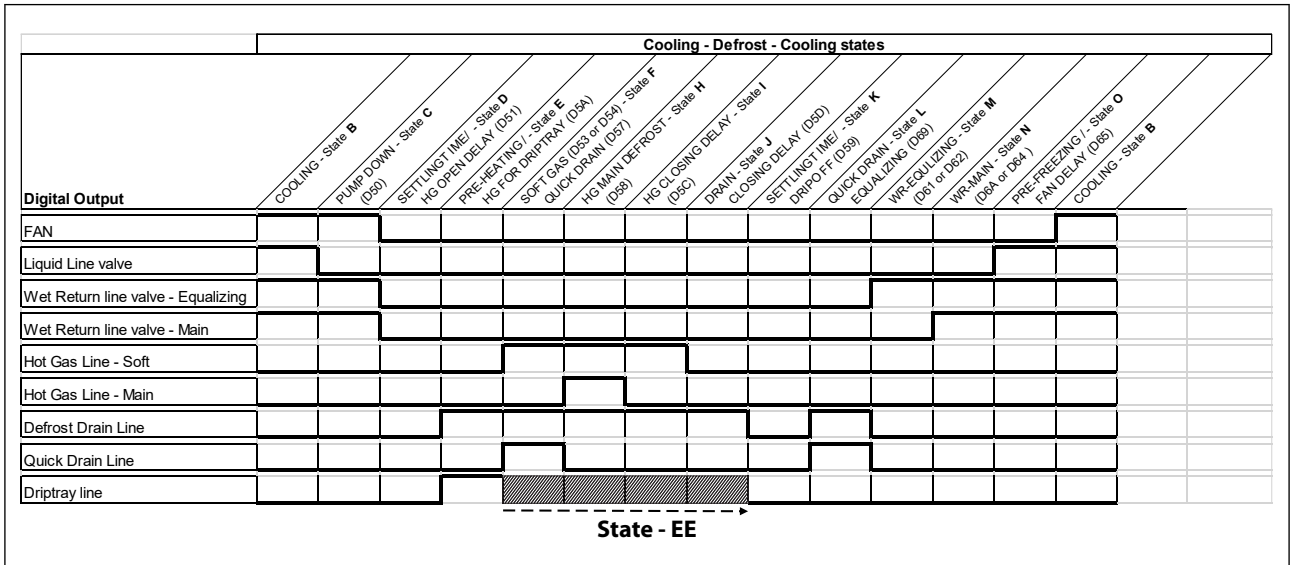 Cooling - Defrost - Cooling states
Digital Output
COOLING - State B
PUMP DOWN - State C
(D50)
SETTLINGT IME/ - State D
HG OPEN DELAY (D51)
PRE-HEATING / - State E
HG FOR DRIPTRAY (D5A)
SOFT GAS (D53 or D54) - State F
QUICK DRAIN (D57)
HG MAIN DEFROST - State H
(D58)
HG CLOSING DELAY - State I
(D5C)
DRAIN - State J
CLOSING DELAY (D5D)
SETTLINGT IME/ - State K
DRIPO FF (D59)
QUICK DRAIN - State L
EQUALIZING (D69)
WR-EQULIZING - State M
(D61 or D62)
WR-MAIN - State N
(D6A or D64 )
PRE-FREEZING / - State O
FAN DELAY (D65)
COOLING - State B
FAN
Liquid Line valve
Wet Return line valve - Equalizing
Wet Return line valve - Main
Hot Gas Line - Soft
Hot Gas Line - Main
Defrost Drain Line
Quick Drain Line
Driptray line
State - EE